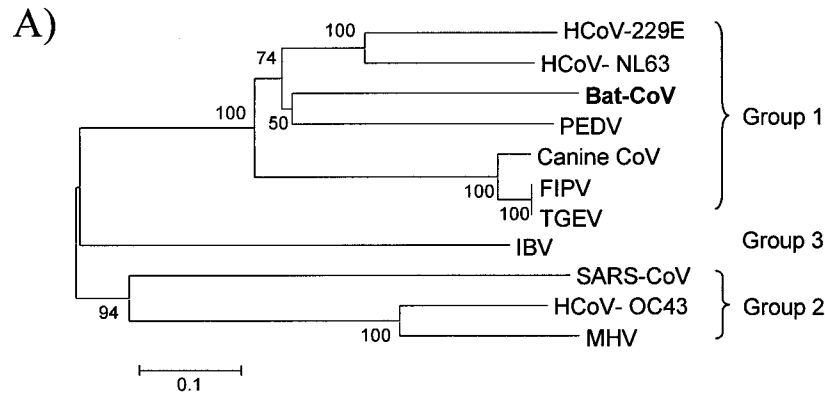 A)
100
HCoV-229E
74
HCoV- NL63
Bat-CoV
100
Group 1
50
PEDV
Canine CoV
100
FIPV
100
TGEV
IBV
Group 3
SARS-CoV
94
HCoV- OC43
Group 2
100
MHV
0.1